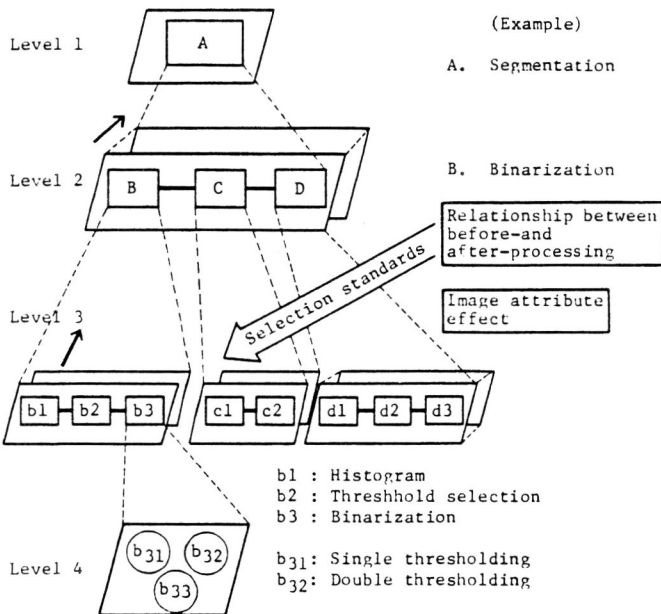 Level 1
A
(Example)
A. Segmentation
Level 2
B C D
B. Binarization
Relationship between
before-and
after-processing
Selection standards
Image attribute
effect
Level 3
b1 b2 b3 c1 c2 d1 d2 d3
b1 : Histogram
b2 : Threshhold selection
b3 : Binarization
Level 4
b31 b32
b33
b31: Single thresholding
b32: Double thresholding